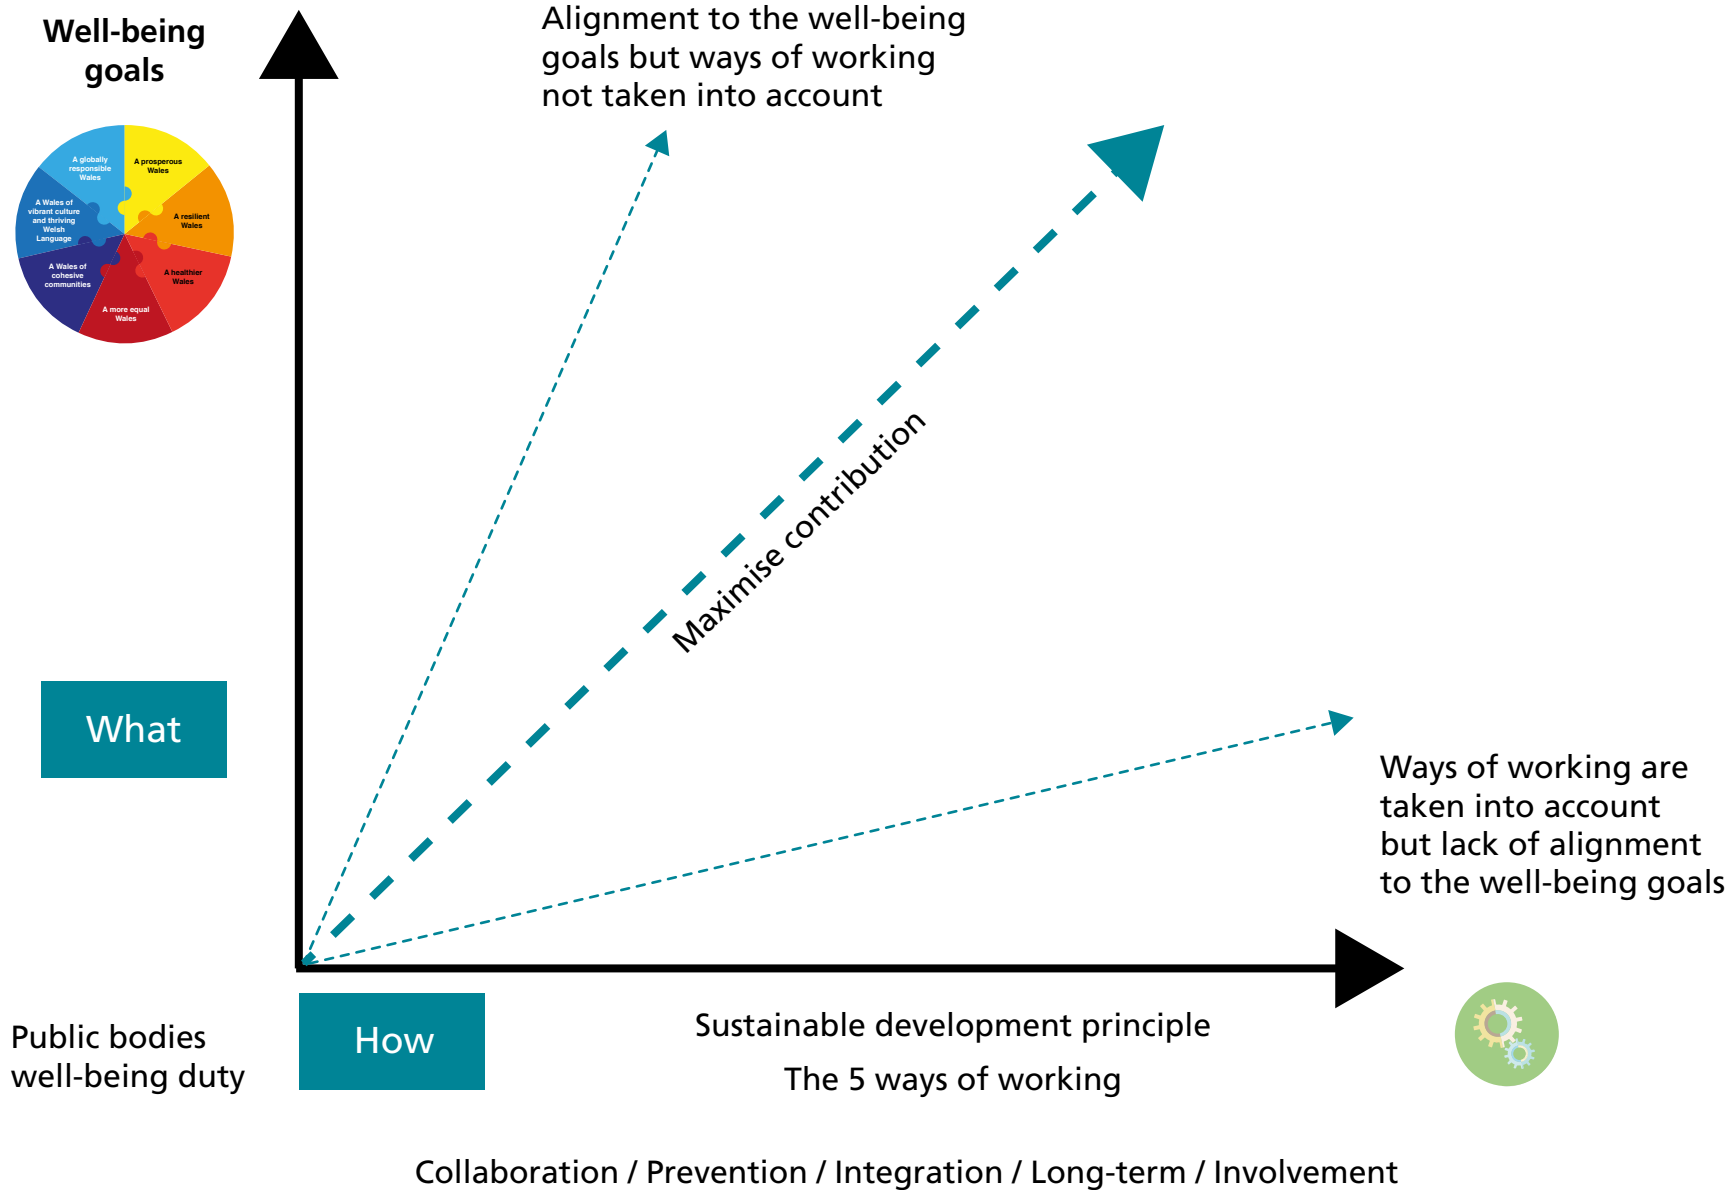 Well-being
goals
Alignment to the well-being
goals but ways of working
not taken into account
A globally
responsible
Wales
A prosperous
Wales
A Wales of
vibrant culture
and thriving
Welsh
Language
A resilient
Wales
A Wales of
cohesive
communities
A healthier
Wales
A more equal
Wales
Maximise contribution
What
Ways of working are
taken into account
but lack of alignment
to the well-being goals
Public bodies
well-being duty
How
Sustainable development principle
The 5 ways of working
Collaboration / Prevention / Integration / Long-term / Involvement